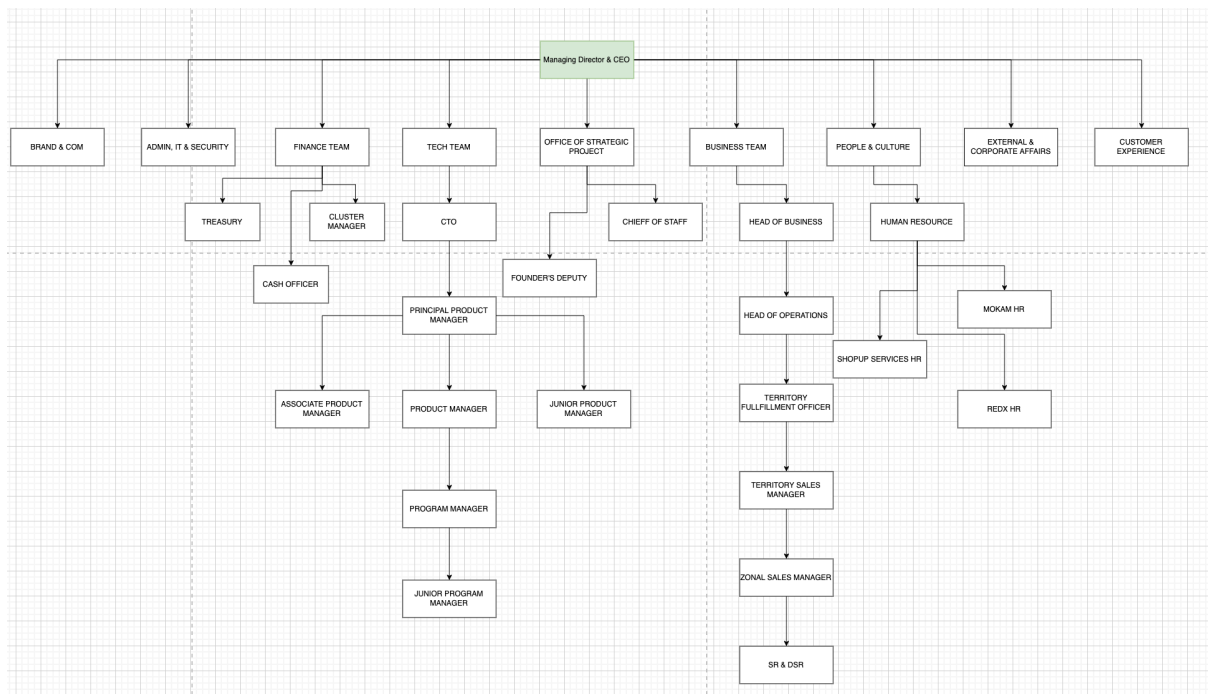 Managing Director & CEO
BRAND & COM
ADMIN, IT & SECURITY
FINANCE TEAM
TECH TEAM
OFFICE OF STRATEGIC
PROJECT
BUSINESS TEAM
PEOPLE & CULTURE
EXTERNAL &
CORPORATE AFFAIRS
CUSTOMER
EXPERIENCE
TREASURY
CLUSTER
MANAGER
CTO
CHIEFF OF STAFF
HEAD OF BUSINESS
HUMAN RESOURCE
CASH OFFICER
FOUNDER'S DEPUTY
PRINCIPAL PRODUCT
MANAGER
HEAD OF OPERATIONS
MOKAM HR
SHOPUP SERVICES HR
ASSOCIATE PRODUCT
MANAGER
PRODUCT MANAGER
JUNIOR PRODUCT
MANAGER
TERRITORY
FULLFILLMENT OFFICER
REDX HR
PROGRAM MANAGER
TERRITORY SALES
MANAGER
JUNIOR PROGRAM
MANAGER
ZONAL SALES MANAGER
SR & DSR